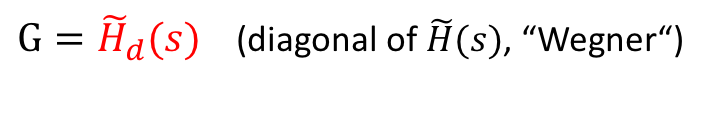 G = H̃_d(s) (diagonal of H̃(s), “Wegner“)